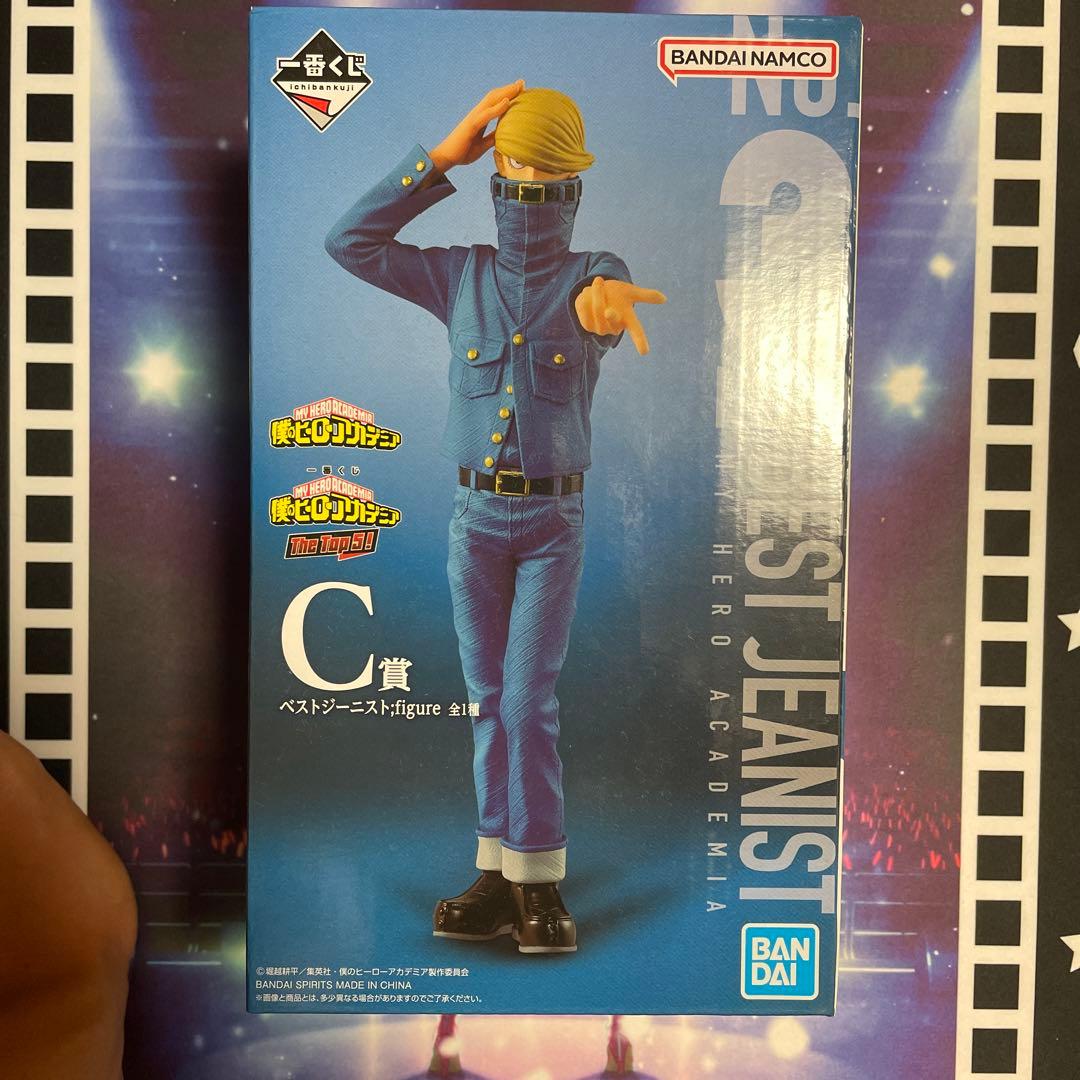 一番くじ
ichibankuji
BANDAI NAMCO
No.
MY HERO ACADEMIA
僕のヒーローアカデミア
一番くじ
MY HERO ACADEMIA
僕のヒーローアカデミア
The Top 5!
C賞
ベストジーニスト;figure 全1種
EST JEANIST
MY HERO ACADEMIA
BAN
DAI
©堀越耕平/集英社・僕のヒーローアカデミア製作委員会
BANDAI SPIRITS MADE IN CHINA
※画像と商品とは、多少異なる場合がありますのでご了承ください。